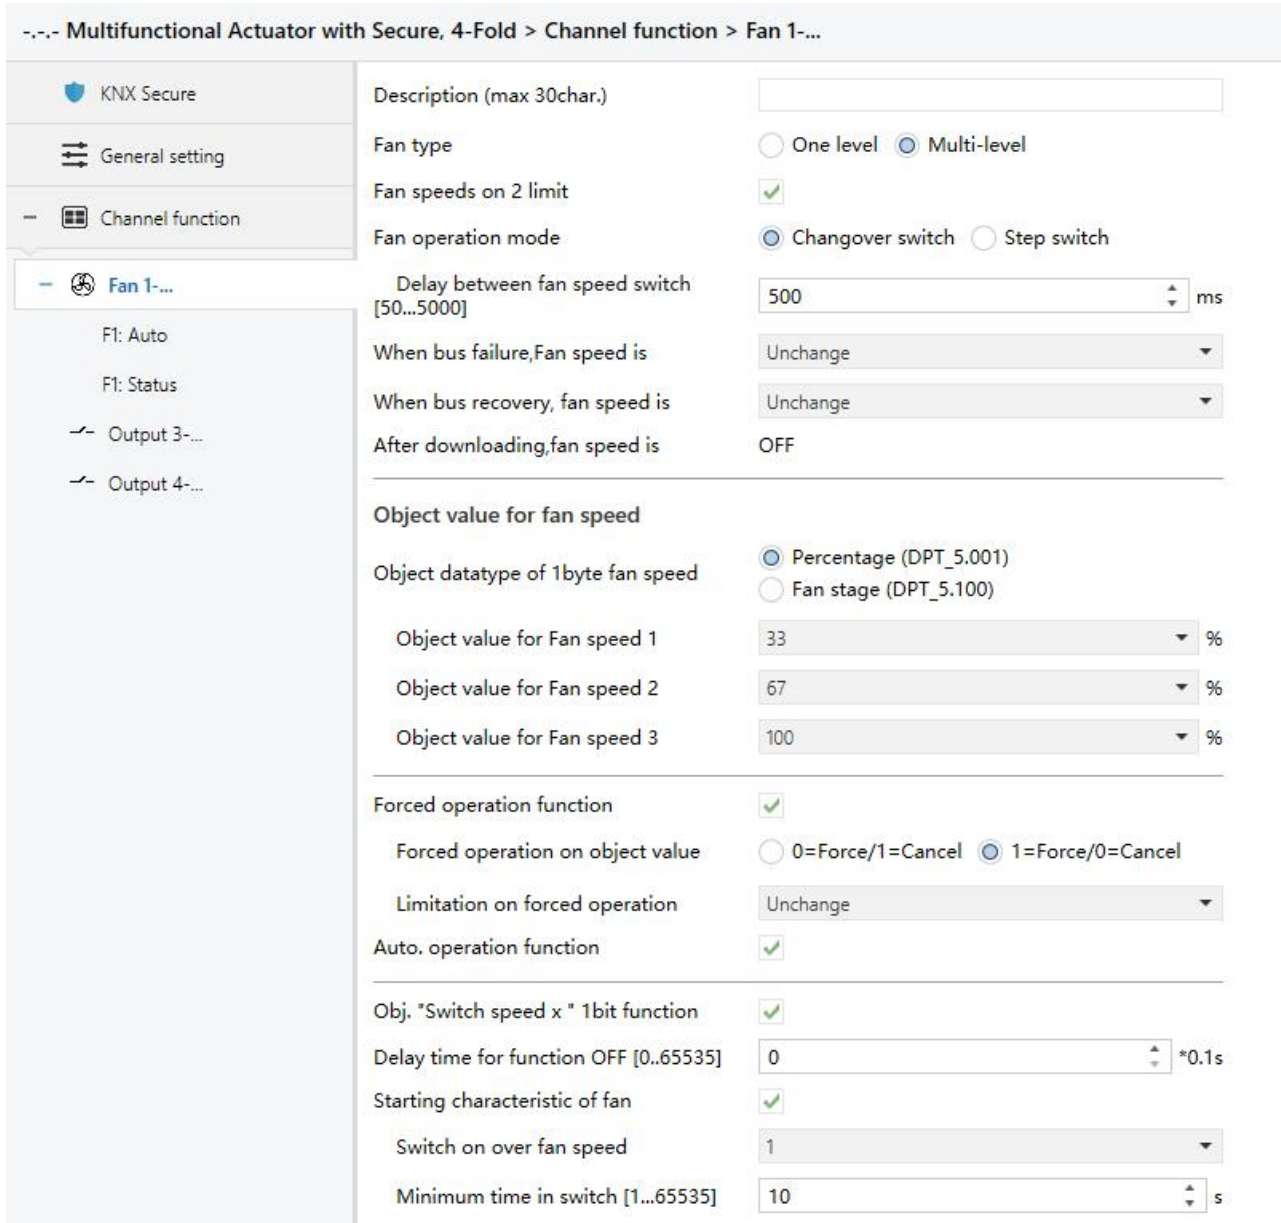 -.-.- Multifunctional Actuator with Secure, 4-Fold > Channel function > Fan 1-...
KNX Secure
General setting
Channel function
Fan 1-...
F1: Auto
F1: Status
Output 3-...
Output 4-...
Description (max 30char.)
Fan type One level Multi-level
Fan speeds on 2 limit
Fan operation mode Changover switch Step switch
Delay between fan speed switch
[50...5000] 500 ms
When bus failure,Fan speed is Unchange
When bus recovery, fan speed is Unchange
After downloading,fan speed is OFF
Object value for fan speed
Object datatype of 1byte fan speed Percentage (DPT_5.001)
Fan stage (DPT_5.100)
Object value for Fan speed 1 33 %
Object value for Fan speed 2 67 %
Object value for Fan speed 3 100 %
Forced operation function
Forced operation on object value 0=Force/1=Cancel 1=Force/0=Cancel
Limitation on forced operation Unchange
Auto. operation function
Obj. "Switch speed x " 1bit function
Delay time for function OFF [0..65535] 0 *0.1s
Starting characteristic of fan
Switch on over fan speed 1
Minimum time in switch [1...65535] 10 s